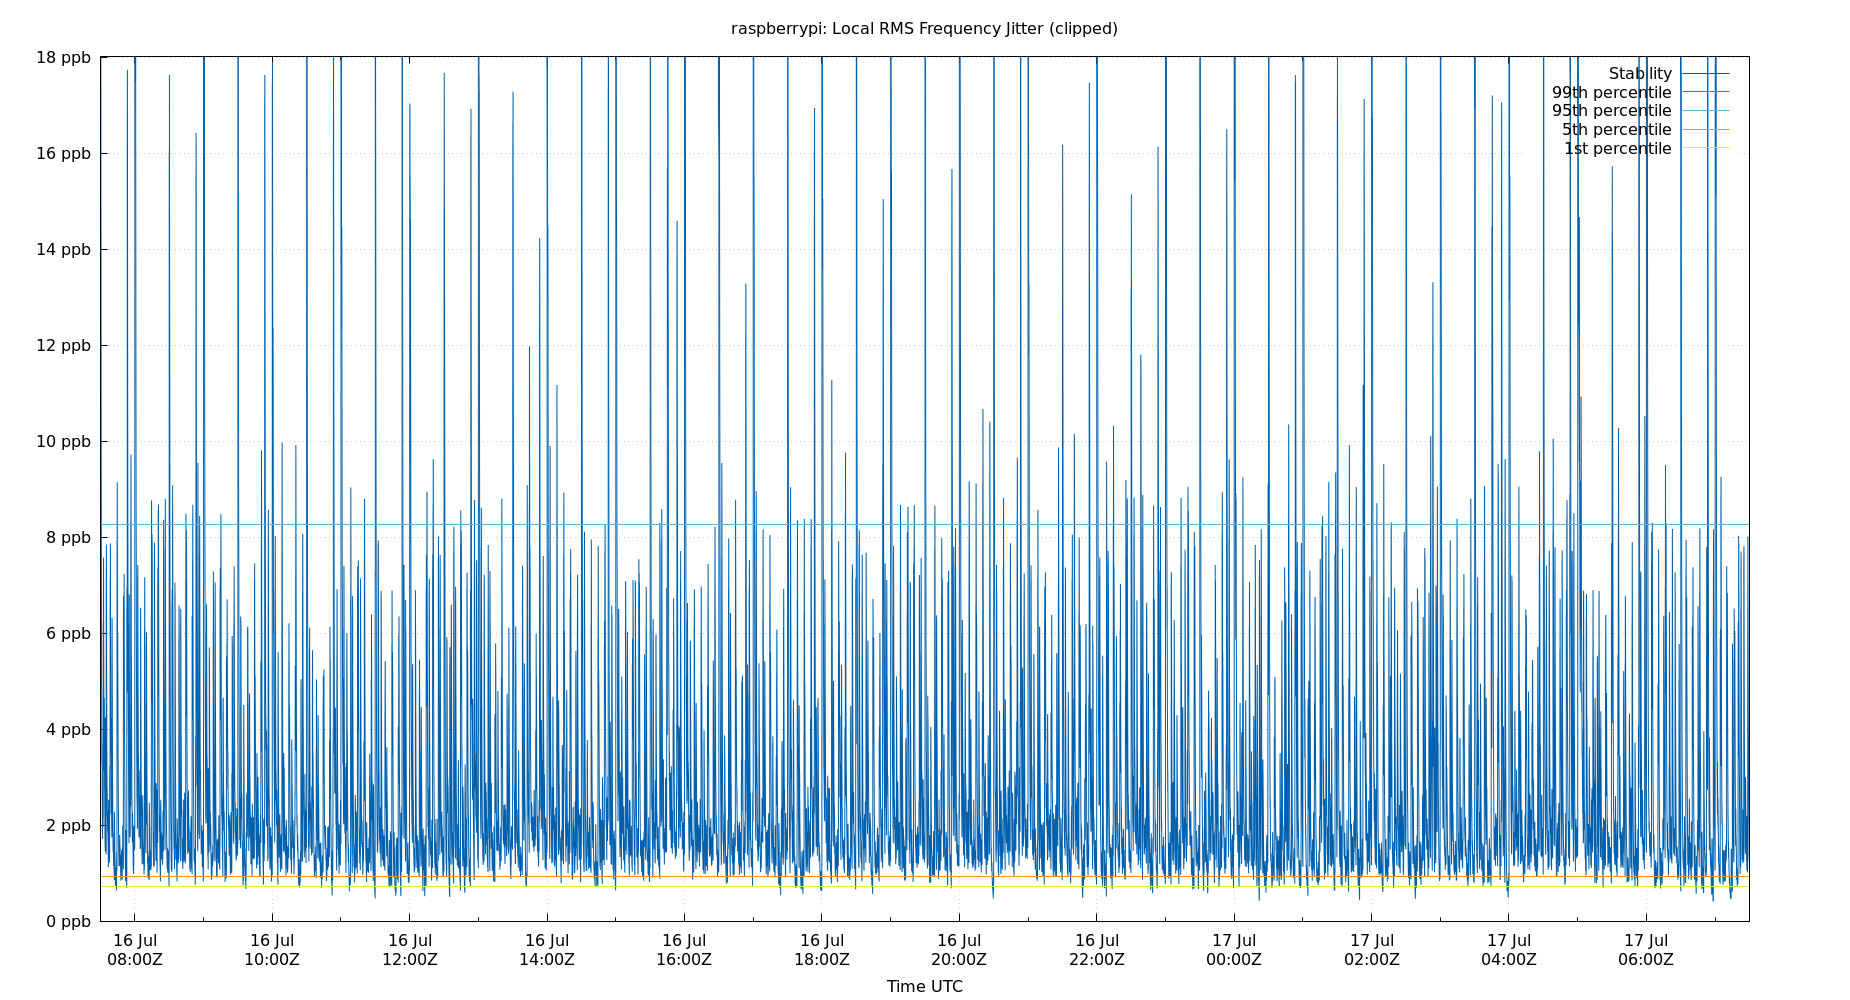 raspberrypi: Local RMS Frequency Jitter (clipped)
18 ppb
16 ppb
14 ppb
12 ppb
10 ppb
8 ppb
6 ppb
4 ppb
2 ppb
0 ppb
Stability
99th percentile
95th percentile
5th percentile
1st percentile
16 Jul 16 Jul 16 Jul 16 Jul 16 Jul 16 Jul 16 Jul 16 Jul 17 Jul 17 Jul 17 Jul 17 Jul
08:00Z 10:00Z 12:00Z 14:00Z 16:00Z 18:00Z 20:00Z 22:00Z 00:00Z 02:00Z 04:00Z 06:00Z
Time UTC